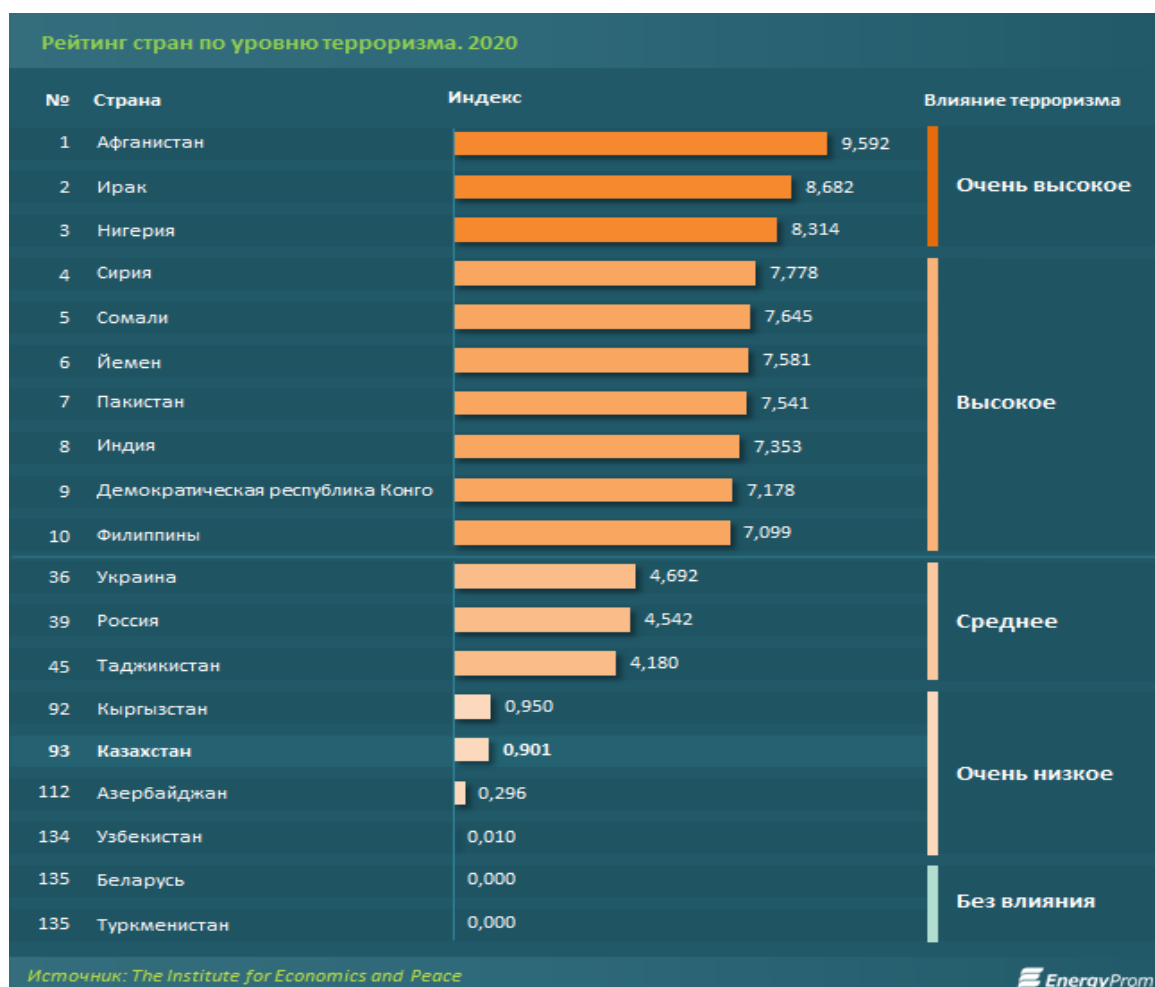 Рейтинг стран по уровню терроризма. 2020
№ Страна Индекс Влияние терроризма
1 Афганистан 9,592
2 Ирак 8,682 Очень высокое
3 Нигерия 8,314
4 Сирия 7,778
5 Сомали 7,645
6 Йемен 7,581
7 Пакистан 7,541 Высокое
8 Индия 7,353
9 Демократическая республика Конго 7,178
10 Филиппины 7,099
36 Украина 4,692
39 Россия 4,542 Среднее
45 Таджикистан 4,180
92 Кыргызстан 0,950
93 Казахстан 0,901
Очень низкое
112 Азербайджан 0,296
134 Узбекистан 0,010
135 Беларусь 0,000
Без влияния
135 Туркменистан 0,000
Источник: The Institute for Economics and Peace
EnergyProm